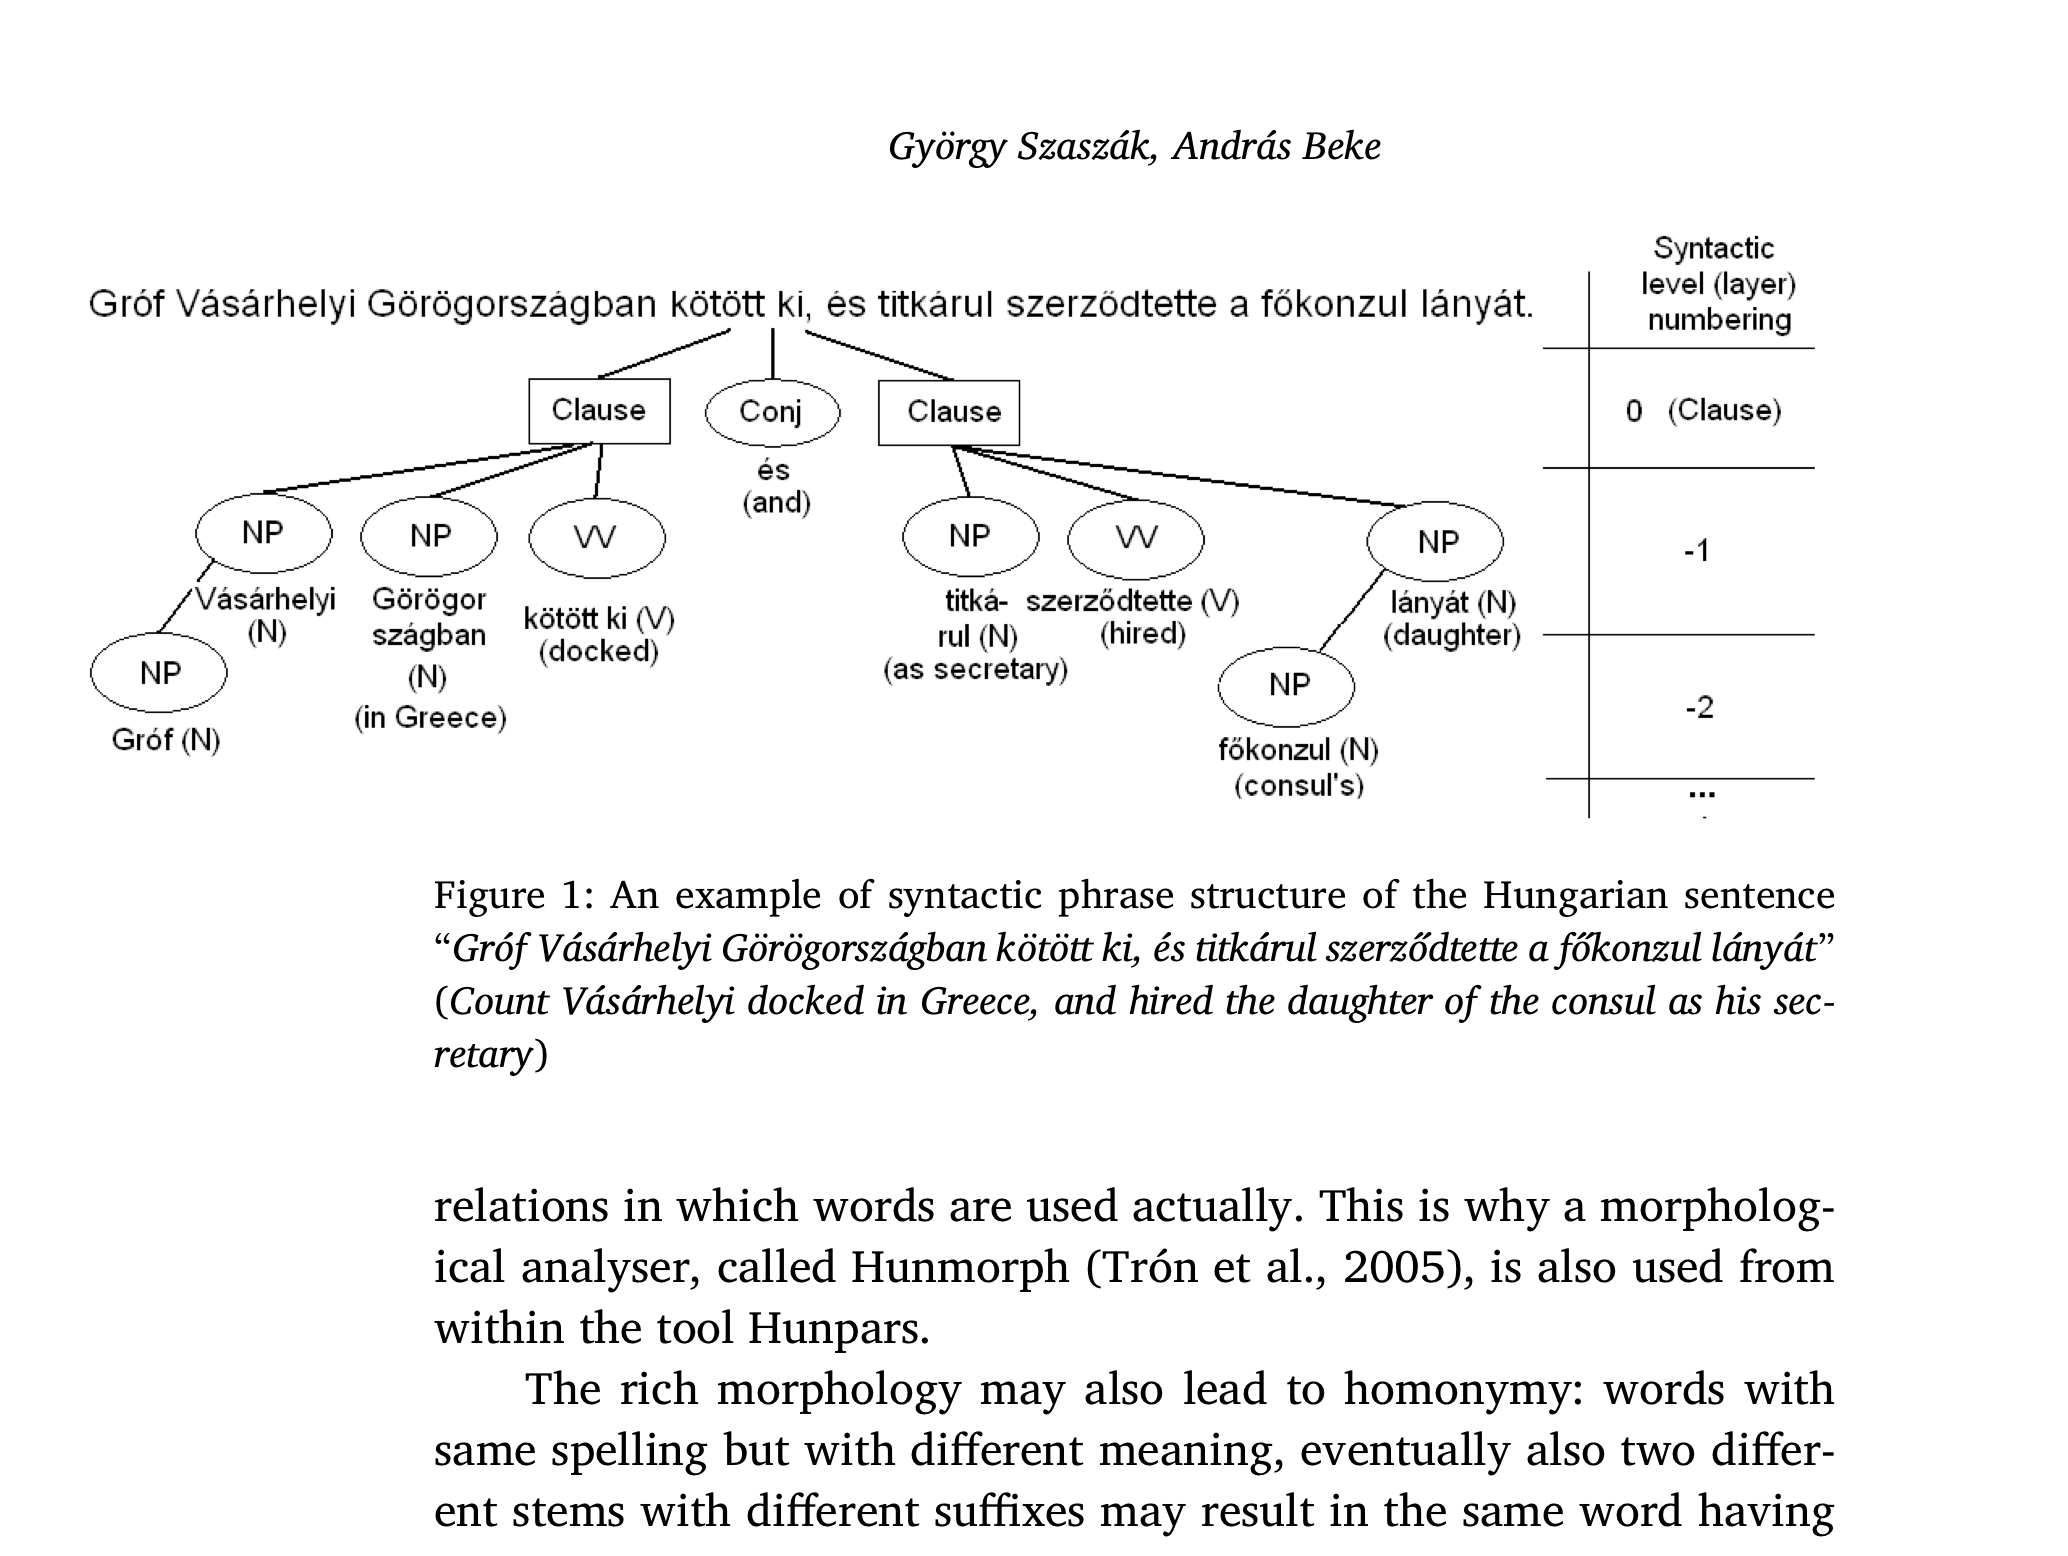 György Szaszák, András Beke
Syntactic
level (layer)
numbering
Gróf Vásárhelyi Görögországban kötött ki, és titkárul szerződtette a főkonzul lányát.
Clause
Conj
Clause
0 (Clause)
és
(and)
NP
NP
VV
NP
VV
NP
-1
Vásárhelyi
(N)
Görögor
szágban
(N)
(in Greece)
kötött ki (V)
(docked)
titká-
rul (N)
(as secretary)
szerződtette (V)
(hired)
lányát (N)
(daughter)
NP
Gróf (N)
NP
főkonzul (N)
(consul's)
-2
...
Figure 1: An example of syntactic phrase structure of the Hungarian sentence
“Gróf Vásárhelyi Görögországban kötött ki, és titkárul szerződtette a főkonzul lányát”
(Count Vásárhelyi docked in Greece, and hired the daughter of the consul as his sec-
retary)
relations in which words are used actually. This is why a morpholog-
ical analyser, called Hunmorph (Trón et al., 2005), is also used from
within the tool Hunpars.
The rich morphology may also lead to homonymy: words with
same spelling but with different meaning, eventually also two differ-
ent stems with different suffixes may result in the same word having